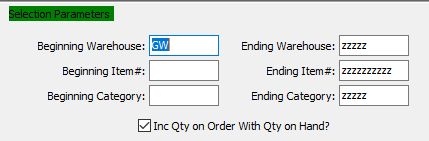 Selection Parameters
Beginning Warehouse: GW Ending Warehouse: zzzzz
Beginning Item#: Ending Item#: zzzzzzzzzz
Beginning Category: Ending Category: zzzzz
Inc Qty on Order With Qty on Hand?